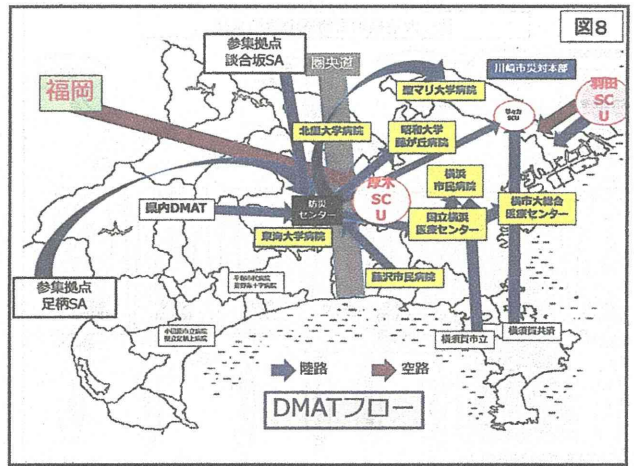 図8
参集拠点
談合坂SA
圏央道
川崎市災対本部
聖マリ大学病院
福岡
羽田
SC
U
北里大学病院
昭和大学
藤が丘病院
SCU
厚木
SC
U
横浜
市民病院
県内DMAT
防災
センター
国立横浜
医療センター
横市大総合
医療センター
東海大学病院
参集拠点
足柄SA
藤沢市民病院
横須賀市立
横須賀共済
陸路
空路
DMATフロー